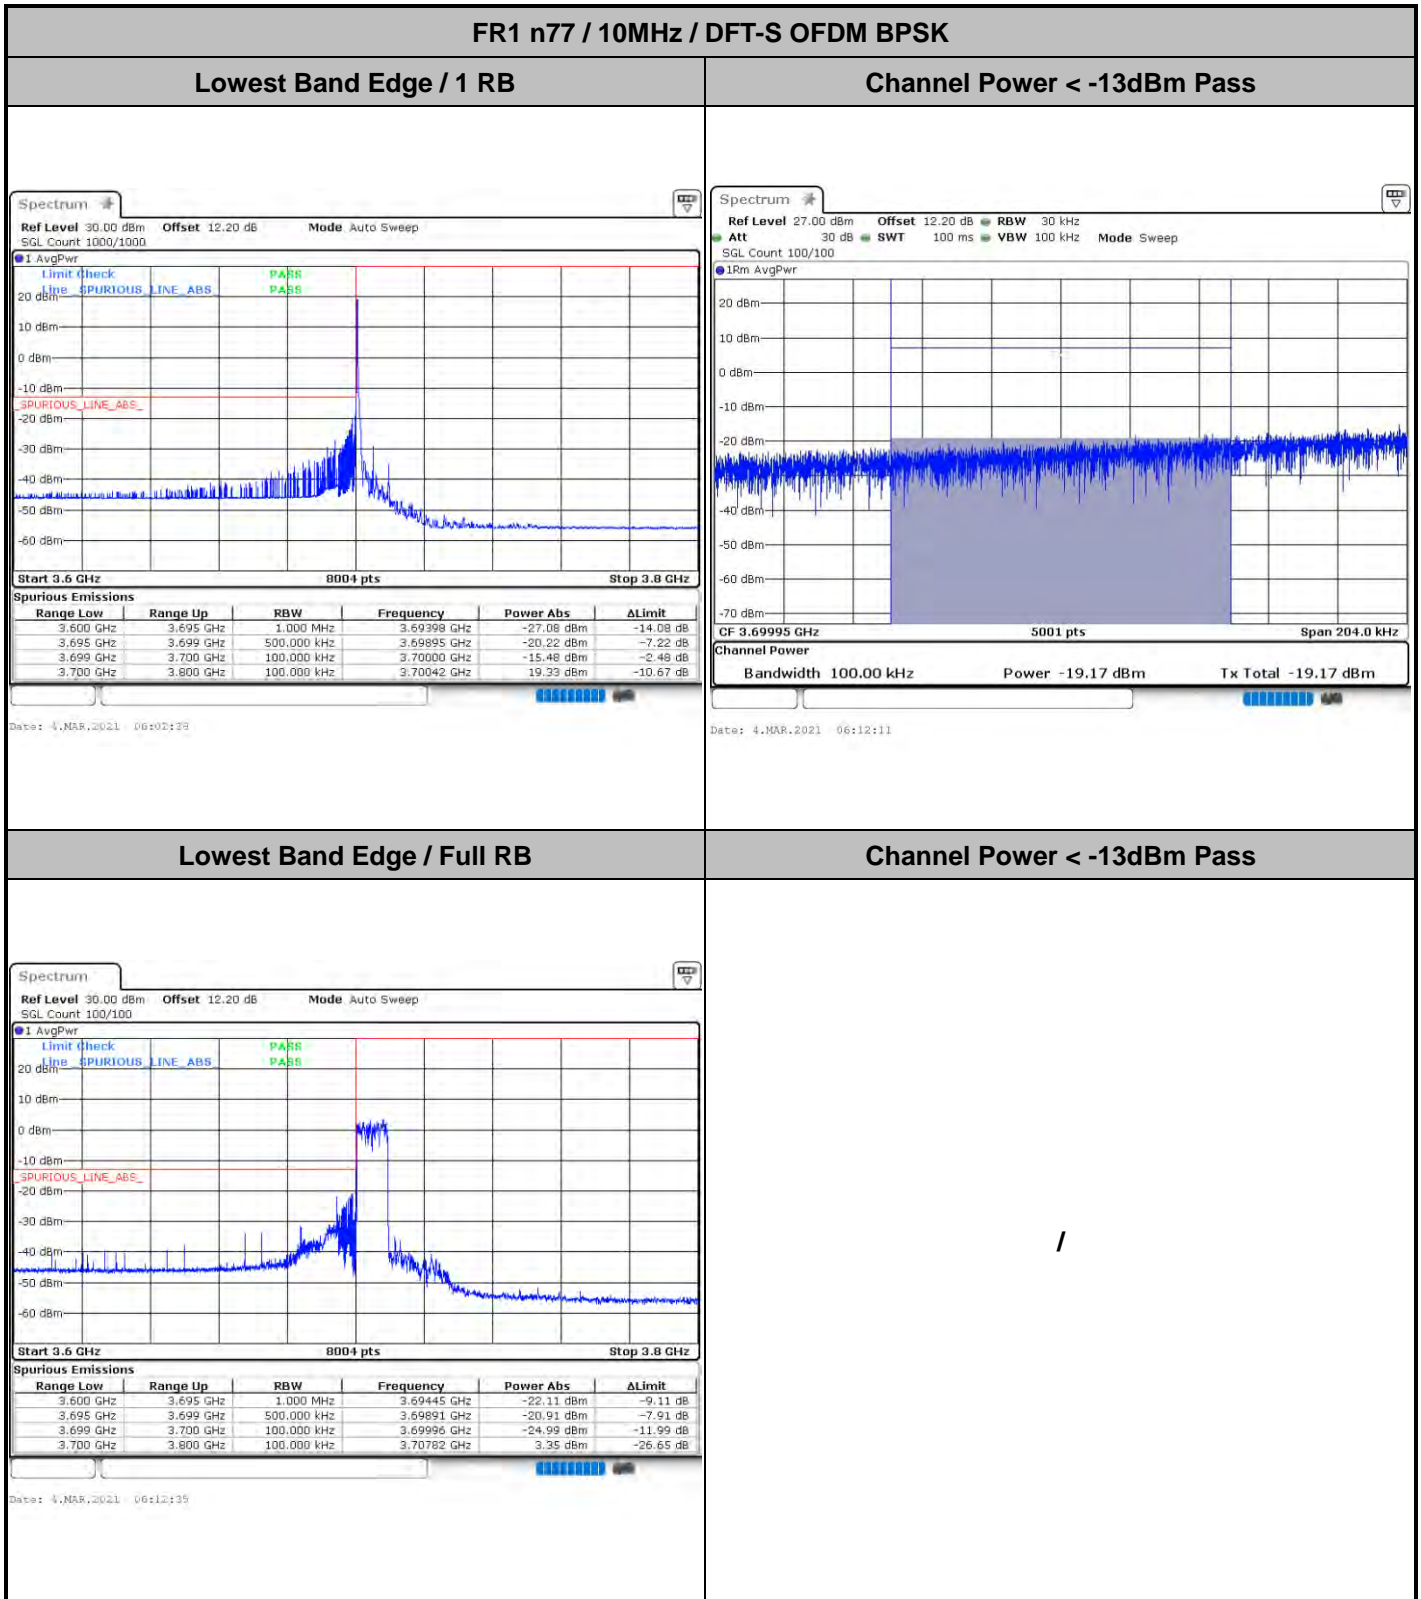 FR1 n77 / 10MHz / DFT-S OFDM BPSK
Lowest Band Edge / 1 RB
Channel Power < -13dBm Pass
Spectrum
Ref Level 30.00 dBm Offset 12.20 dB Mode Auto Sweep
SGL Count 1000/1000
1 AvgPwr
Limit Check PASS
Line _SPURIOUS_LINE_ABS_ PASS
20 dBm
10 dBm
0 dBm
-10 dBm
_SPURIOUS_LINE_ABS_
-20 dBm
-30 dBm
-40 dBm
-50 dBm
-60 dBm
Start 3.6 GHz 8004 pts Stop 3.8 GHz
Spurious Emissions
Range Low Range Up RBW Frequency Power Abs ΔLimit
3.600 GHz 3.695 GHz 1.000 MHz 3.69398 GHz -27.08 dBm -14.08 dB
3.695 GHz 3.699 GHz 500.000 kHz 3.69895 GHz -20.22 dBm -7.22 dB
3.699 GHz 3.700 GHz 100.000 kHz 3.70000 GHz -15.48 dBm -2.48 dB
3.700 GHz 3.800 GHz 100.000 kHz 3.70042 GHz 19.33 dBm -10.67 dB
Date: 4.MAR.2021
Spectrum
Ref Level 27.00 dBm Offset 12.20 dB RBW 30 kHz
Att 30 dB SWT 100 ms VBW 100 kHz Mode Sweep
SGL Count 100/100
1Rm AvgPwr
20 dBm
10 dBm
0 dBm
-10 dBm
-20 dBm
-40 dBm
-50 dBm
-60 dBm
-70 dBm
CF 3.69995 GHz 5001 pts Span 204.0 kHz
Channel Power
Bandwidth 100.00 kHz Power -19.17 dBm Tx Total -19.17 dBm
Date: 4.MAR.2021 06:12:11
Lowest Band Edge / Full RB
Channel Power < -13dBm Pass
Spectrum
Ref Level 30.00 dBm Offset 12.20 dB Mode Auto Sweep
SGL Count 100/100
1 AvgPwr
Limit Check PASS
Line _SPURIOUS_LINE_ABS_ PASS
20 dBm
10 dBm
0 dBm
-10 dBm
_SPURIOUS_LINE_ABS_
-20 dBm
-30 dBm
-40 dBm
-50 dBm
-60 dBm
Start 3.6 GHz 8004 pts Stop 3.8 GHz
Spurious Emissions
Range Low Range Up RBW Frequency Power Abs ΔLimit
3.600 GHz 3.695 GHz 1.000 MHz 3.69445 GHz -22.11 dBm -9.11 dB
3.695 GHz 3.699 GHz 500.000 kHz 3.69891 GHz -20.91 dBm -7.91 dB
3.699 GHz 3.700 GHz 100.000 kHz 3.69996 GHz -24.99 dBm -11.99 dB
3.700 GHz 3.800 GHz 100.000 kHz 3.70782 GHz 3.35 dBm -26.65 dB
Date: 4.MAR.2021 06:12:35
/